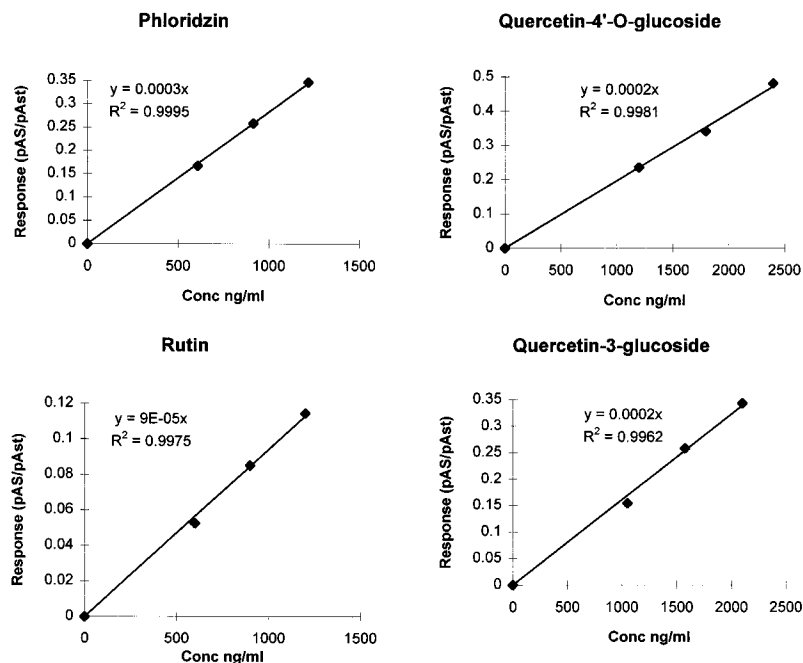 Phloridzin
y = 0.0003x
R² = 0.9995
Response (pAS/pAst)
0.35
0.3
0.25
0.2
0.15
0.1
0.05
0
0 500 1000 1500
Conc ng/ml
Quercetin-4'-O-glucoside
y = 0.0002x
R² = 0.9981
Response (pAS/pAst)
0.5
0.4
0.3
0.2
0.1
0
0 500 1000 1500 2000 2500
Conc ng/ml
Rutin
y = 9E-05x
R² = 0.9975
Response (pAS/pAst)
0.12
0.1
0.08
0.06
0.04
0.02
0
0 500 1000 1500
Conc ng/ml
Quercetin-3-glucoside
y = 0.0002x
R² = 0.9962
Response (pAS/pAst)
0.35
0.3
0.25
0.2
0.15
0.1
0.05
0
0 500 1000 1500 2000 2500
Conc ng/ml